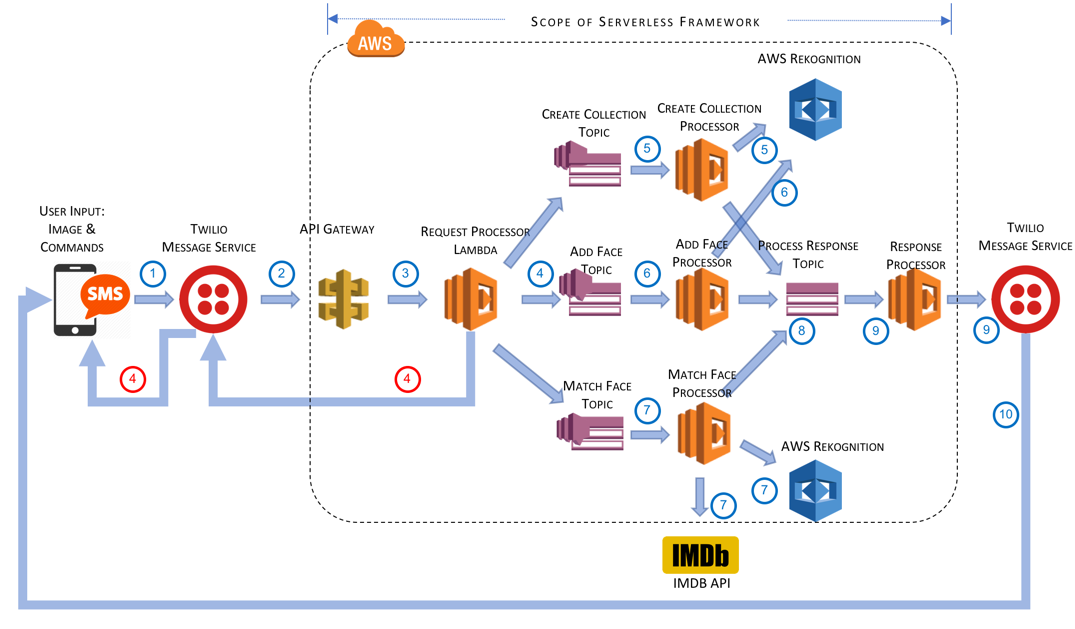 SCOPE OF SERVERLESS FRAMEWORK
AWS
AWS REKOGNITION
CREATE COLLECTION
TOPIC
CREATE COLLECTION
PROCESSOR
5
5
6
USER INPUT:
IMAGE &
COMMANDS
TWILIO
MESSAGE SERVICE
API GATEWAY
REQUEST PROCESSOR
LAMBDA
ADD FACE
TOPIC
ADD FACE
PROCESSOR
PROCESS RESPONSE
TOPIC
RESPONSE
PROCESSOR
TWILIO
MESSAGE SERVICE
SMS
1
2
3
4
6
8
9
9
4
4
MATCH FACE
TOPIC
MATCH FACE
PROCESSOR
7
10
AWS REKOGNITION
7
7
IMDb
IMDB API